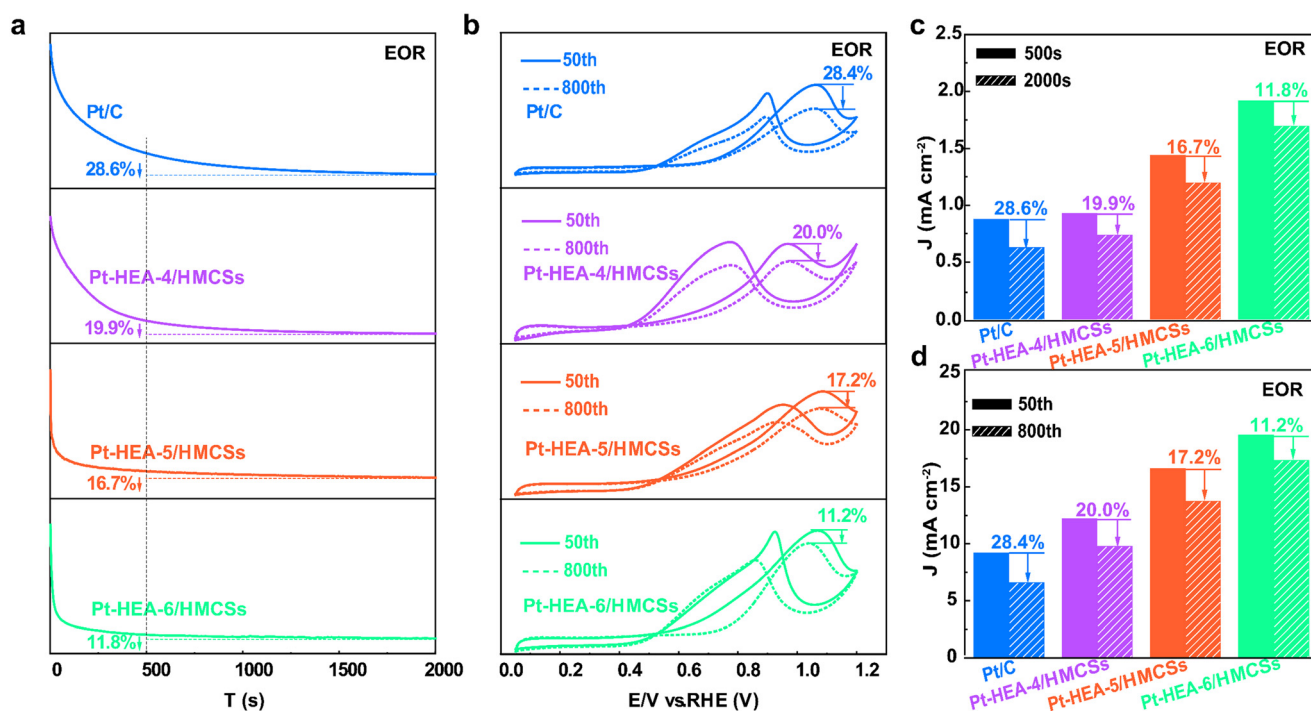 a
EOR
Pt/C
28.6%
Pt-HEA-4/HMCSs
19.9%
Pt-HEA-5/HMCSs
16.7%
Pt-HEA-6/HMCSs
11.8%
0 500 1000 1500 2000
T (s)
b
EOR
50th
800th
Pt/C
28.4%
50th
800th
Pt-HEA-4/HMCSs
20.0%
50th
800th
Pt-HEA-5/HMCSs
17.2%
50th
800th
Pt-HEA-6/HMCSs
11.2%
0.0 0.2 0.4 0.6 0.8 1.0 1.2
E/V vs.RHE (V)
c
EOR
500s
2000s
28.6%
19.9%
16.7%
11.8%
2.5
2.0
1.5
1.0
0.5
0.0
J (mA cm⁻²)
Pt/C
Pt-HEA-4/HMCSs
Pt-HEA-5/HMCSs
Pt-HEA-6/HMCSs
d
EOR
50th
800th
28.4%
20.0%
17.2%
11.2%
25
20
15
10
5
0
J (mA cm⁻²)
Pt/C
Pt-HEA-4/HMCSs
Pt-HEA-5/HMCSs
Pt-HEA-6/HMCSs